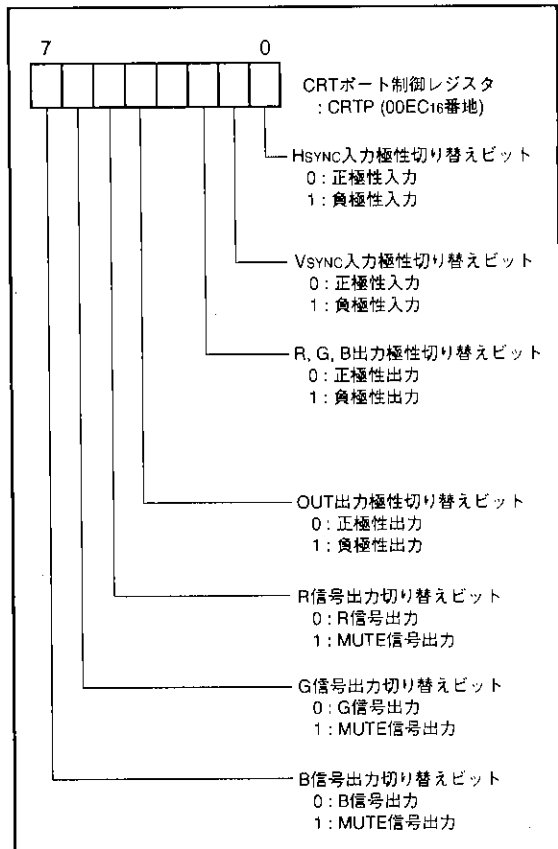 7 0
CRTポート制御レジスタ
: CRTP (00EC16番地)
HSYNC入力極性切り替えビット
0 : 正極性入力
1 : 負極性入力
VSYNC入力極性切り替えビット
0 : 正極性入力
1 : 負極性入力
R, G, B出力極性切り替えビット
0 : 正極性出力
1 : 負極性出力
OUT出力極性切り替えビット
0 : 正極性出力
1 : 負極性出力
R信号出力切り替えビット
0 : R信号出力
1 : MUTE信号出力
G信号出力切り替えビット
0 : G信号出力
1 : MUTE信号出力
B信号出力切り替えビット
0 : B信号出力
1 : MUTE信号出力